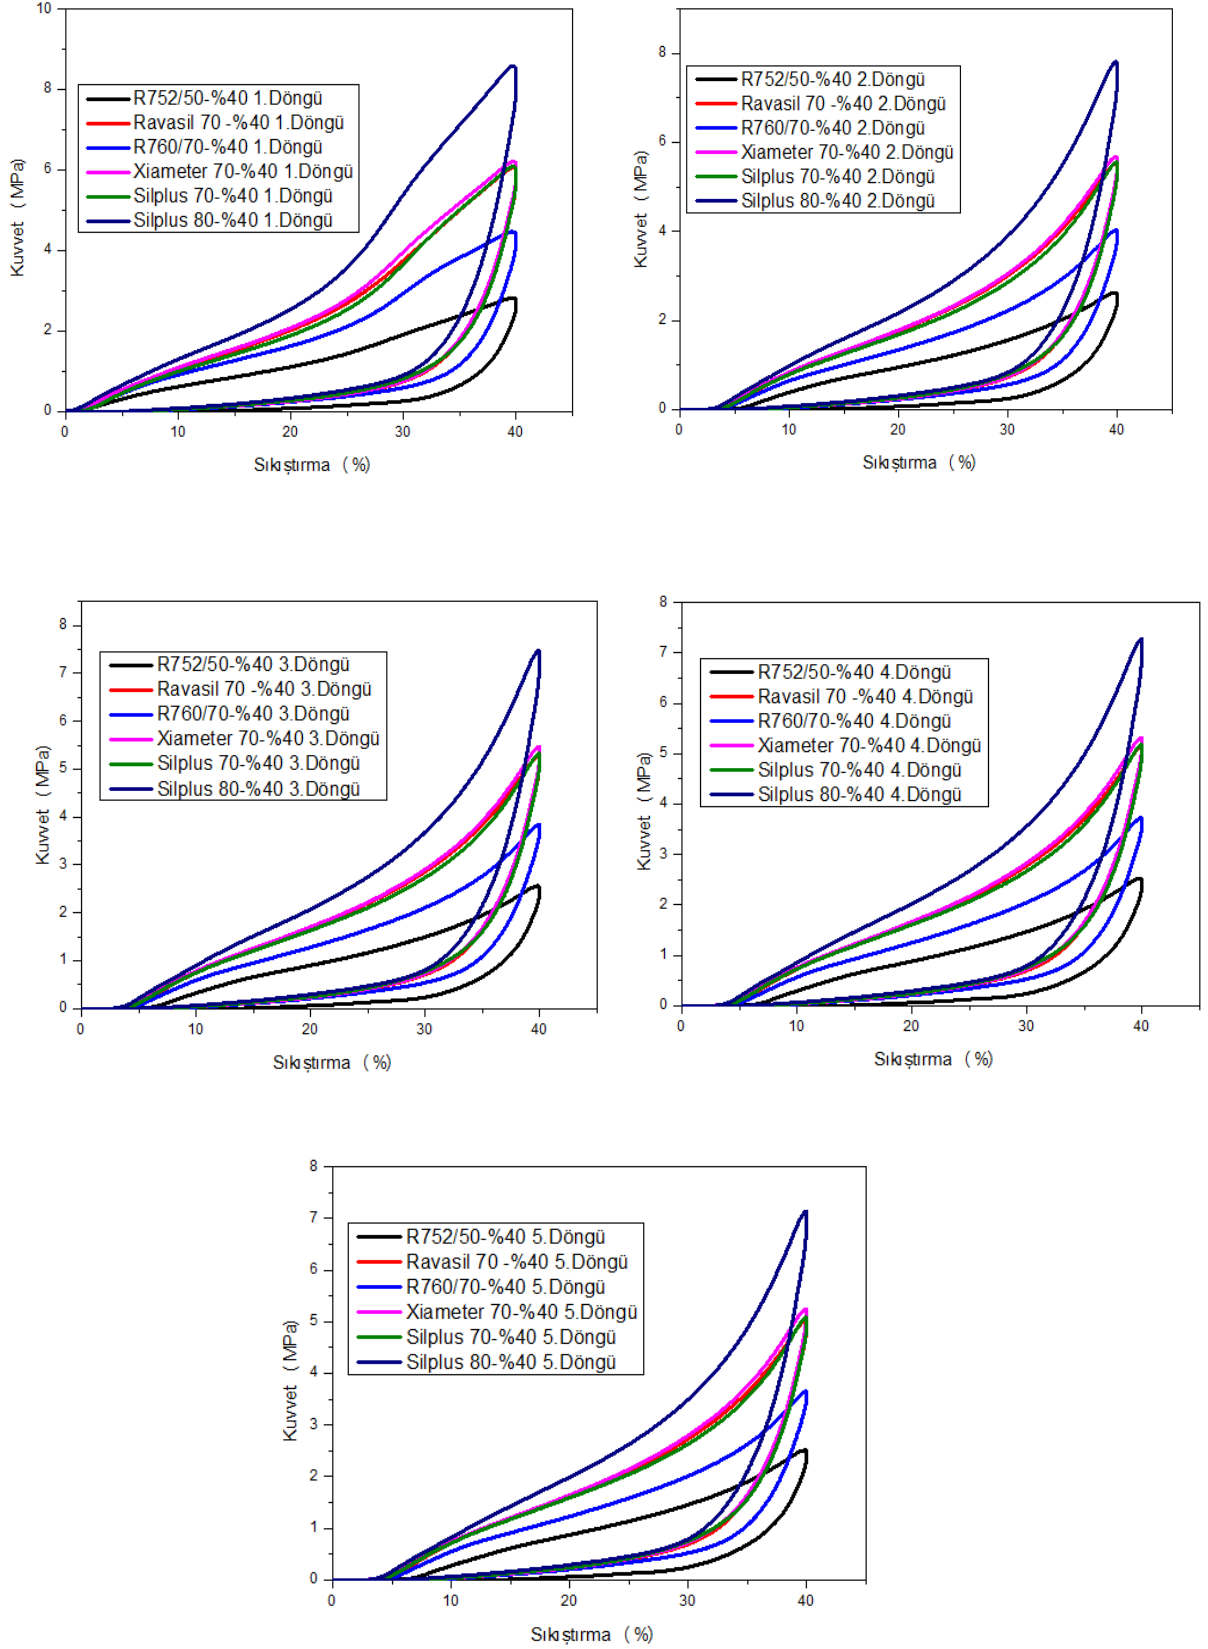 10
8
6
4
2
0
Kuvvet ( MPa)
R752/50-%40 1.Döngü
Ravasil 70 -%40 1.Döngü
R760/70-%40 1.Döngü
Xiameter 70-%40 1.Döngü
Silplus 70-%40 1.Döngü
Silplus 80-%40 1.Döngü
0 10 20 30 40
Sıkıştırma ( %)
8
6
4
2
0
Kuvvet ( MPa)
R752/50-%40 2.Döngü
Ravasil 70 -%40 2.Döngü
R760/70-%40 2.Döngü
Xiameter 70-%40 2.Döngü
Silplus 70-%40 2.Döngü
Silplus 80-%40 2.Döngü
0 10 20 30 40
Sıkıştırma ( %)
8
7
6
5
4
3
2
1
0
Kuvvet ( MPa)
R752/50-%40 3.Döngü
Ravasil 70 -%40 3.Döngü
R760/70-%40 3.Döngü
Xiameter 70-%40 3.Döngü
Silplus 70-%40 3.Döngü
Silplus 80-%40 3.Döngü
0 10 20 30 40
Sıkıştırma ( %)
8
7
6
5
4
3
2
1
0
Kuvvet ( MPa)
R752/50-%40 4.Döngü
Ravasil 70 -%40 4.Döngü
R760/70-%40 4.Döngü
Xiameter 70-%40 4.Döngü
Silplus 70-%40 4.Döngü
Silplus 80-%40 4.Döngü
0 10 20 30 40
Sıkıştırma ( %)
8
7
6
5
4
3
2
1
0
Kuvvet ( MPa)
R752/50-%40 5.Döngü
Ravasil 70 -%40 5.Döngü
R760/70-%40 5.Döngü
Xiameter 70-%40 5.Döngü
Silplus 70-%40 5.Döngü
Silplus 80-%40 5.Döngü
0 10 20 30 40
Sıkıştırma ( %)